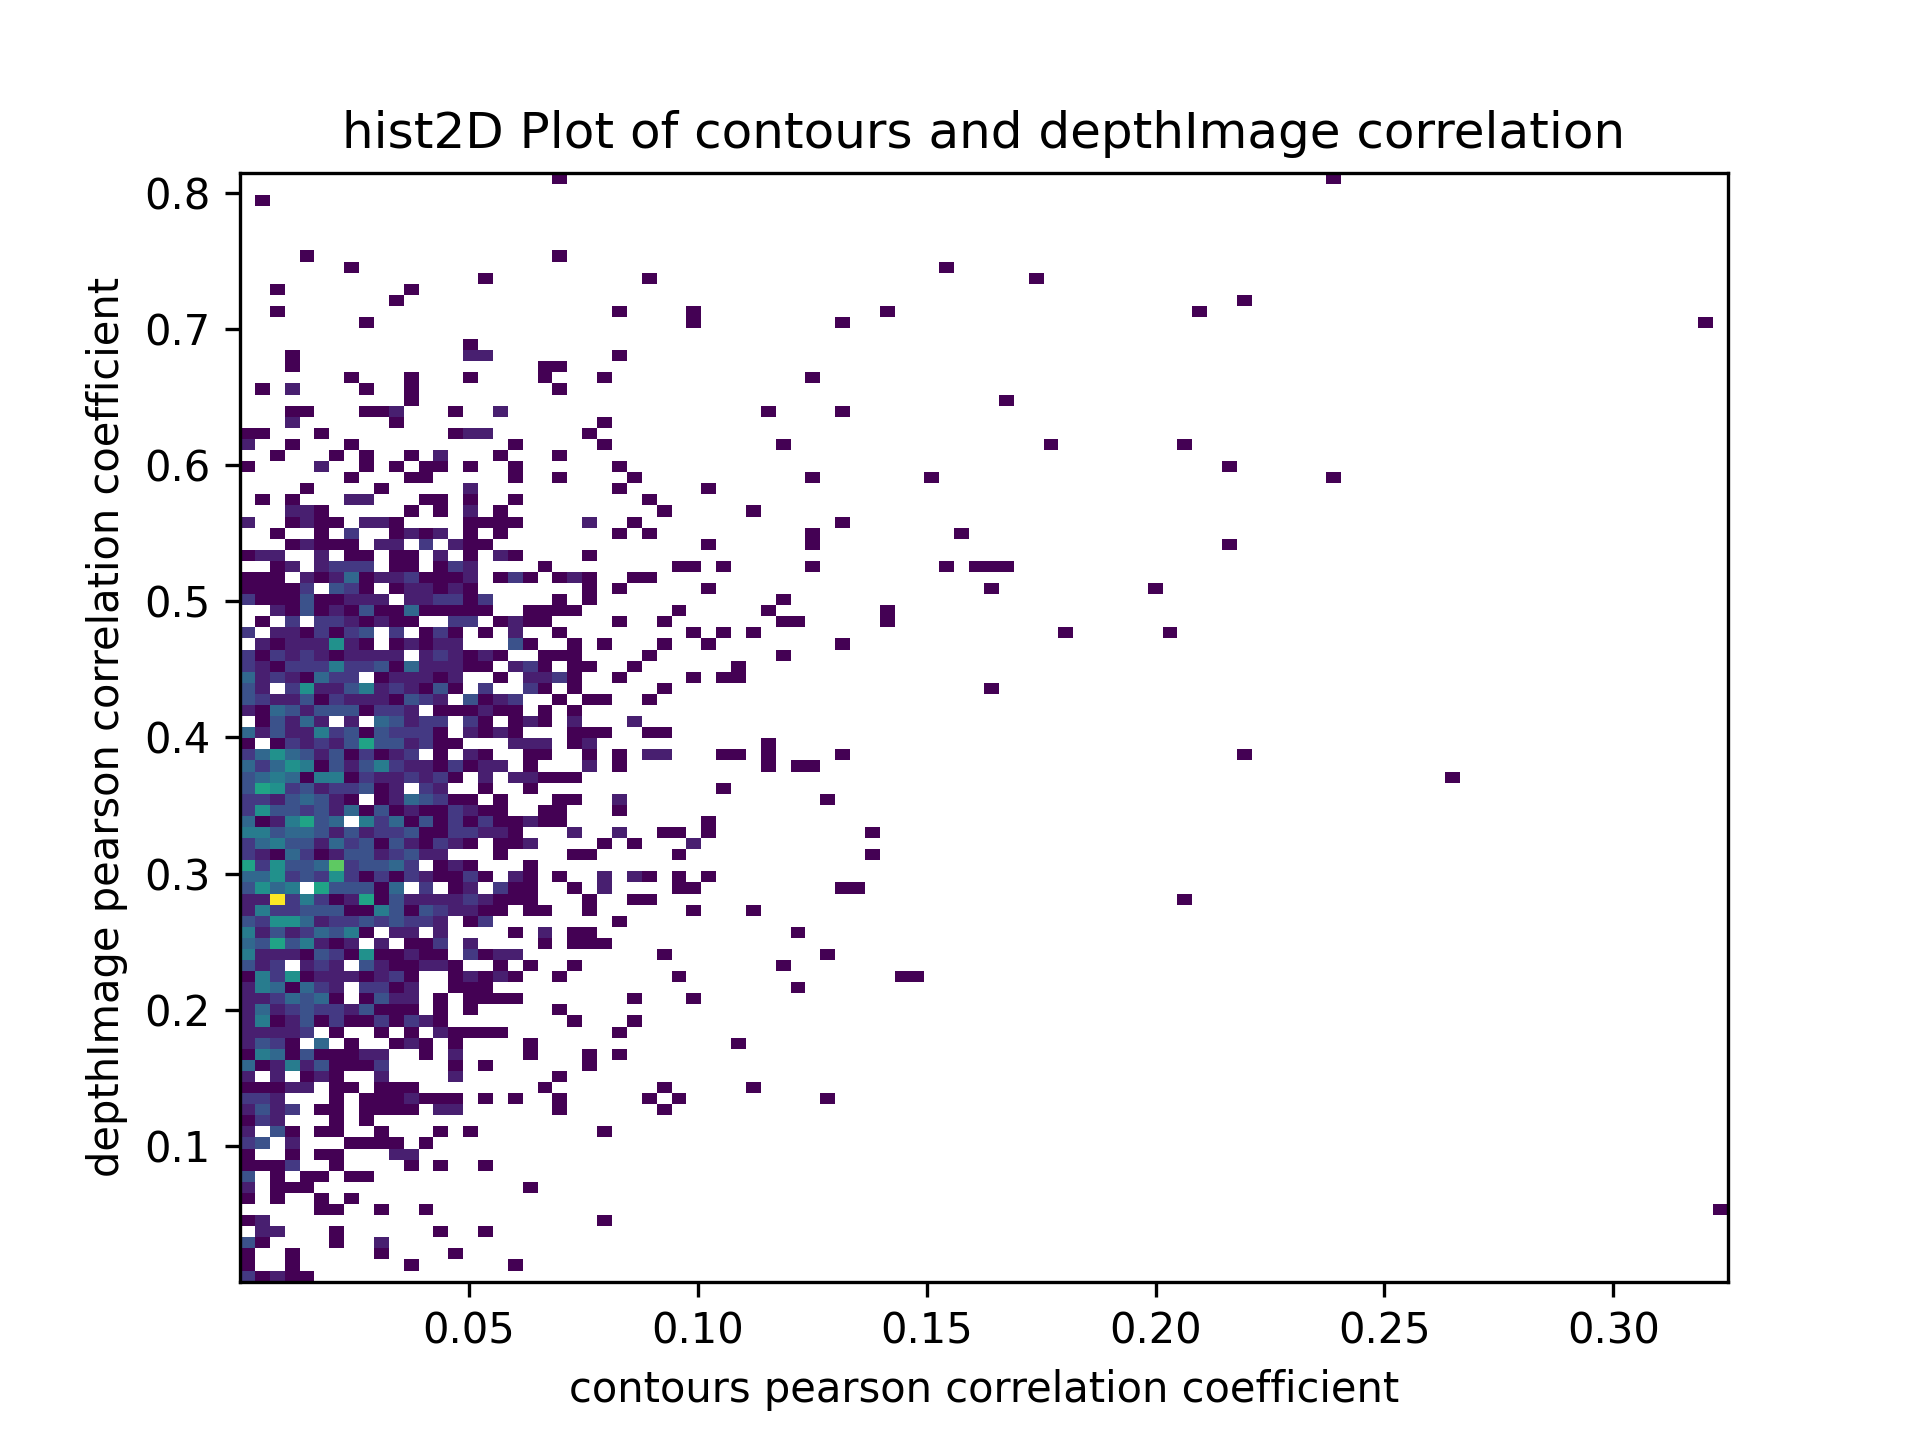 hist2D Plot of contours and depthImage correlation
depthImage pearson correlation coefficient
0.8
0.7
0.6
0.5
0.4
0.3
0.2
0.1
0.05 0.10 0.15 0.20 0.25 0.30
contours pearson correlation coefficient